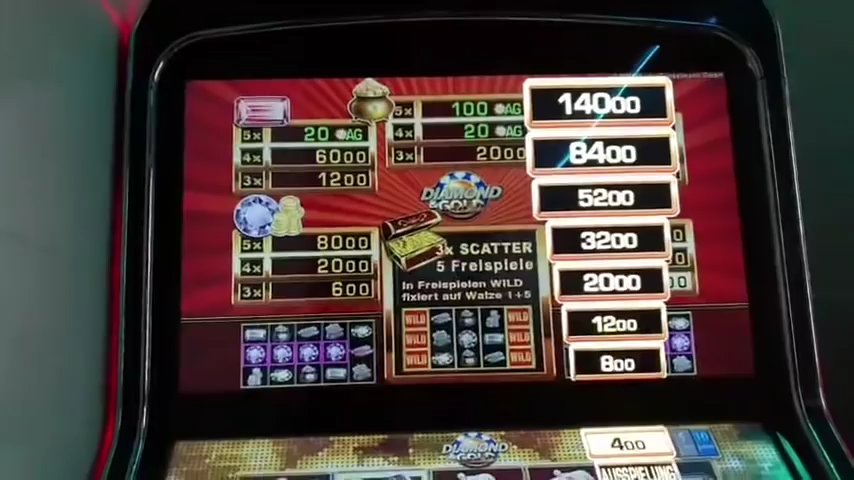 5x 20 AG
4x 6000
3x 1200
5x 100 AG
4x 20 AG
3x 200
DIAMOND & GOLD
5x 8000
4x 2000
3x 600
3x SCATTER
5 Freispiele
In Freispielen WILD
fixiert auf Walze 1+5
WILD WILD
WILD WILD
WILD WILD
14000
8400
5200
3200
2000
1200
800
400
AUSSPIELUNG
DIAMOND & GOLD